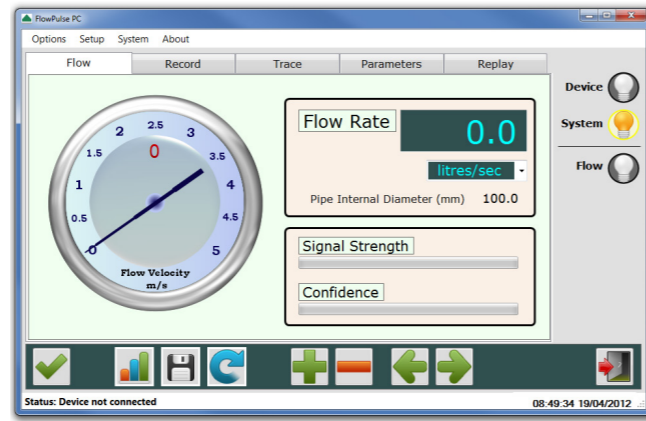 FlowPulse PC
Options Setup System About
Flow Record Trace Parameters Replay
Device
System
Flow
0
0.5
1
1.5
2
2.5
3
3.5
4
4.5
5
0
Flow Velocity
m/s
Flow Rate
0.0
litres/sec
Pipe Internal Diameter (mm) 100.0
Signal Strength
Confidence
Status: Device not connected 08:49:34 19/04/2012